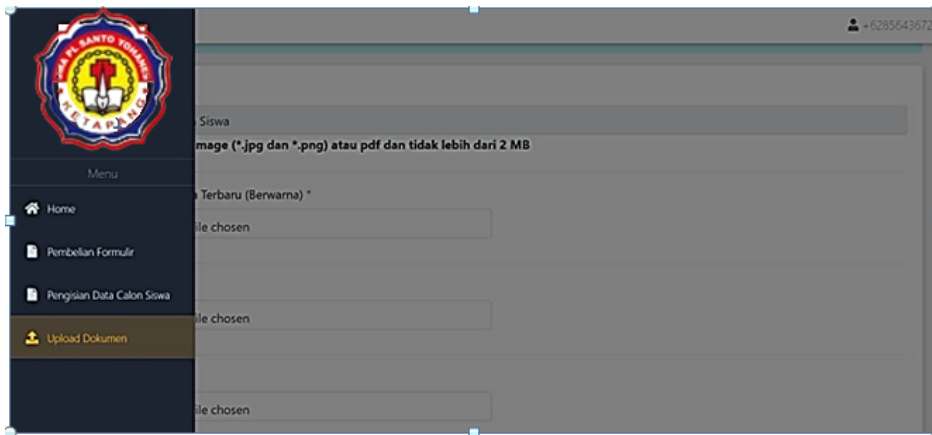 SMA PL. SANTO YOHANES
KETAPANG
+6285643672
Menu
Home
Pembelian Formulir
Pengisian Data Calon Siswa
Upload Dokumen
Siswa
mage (*.jpg dan *.png) atau pdf dan tidak lebih dari 2 MB
Terbaru (Berwarna) *
ile chosen
ile chosen
ile chosen